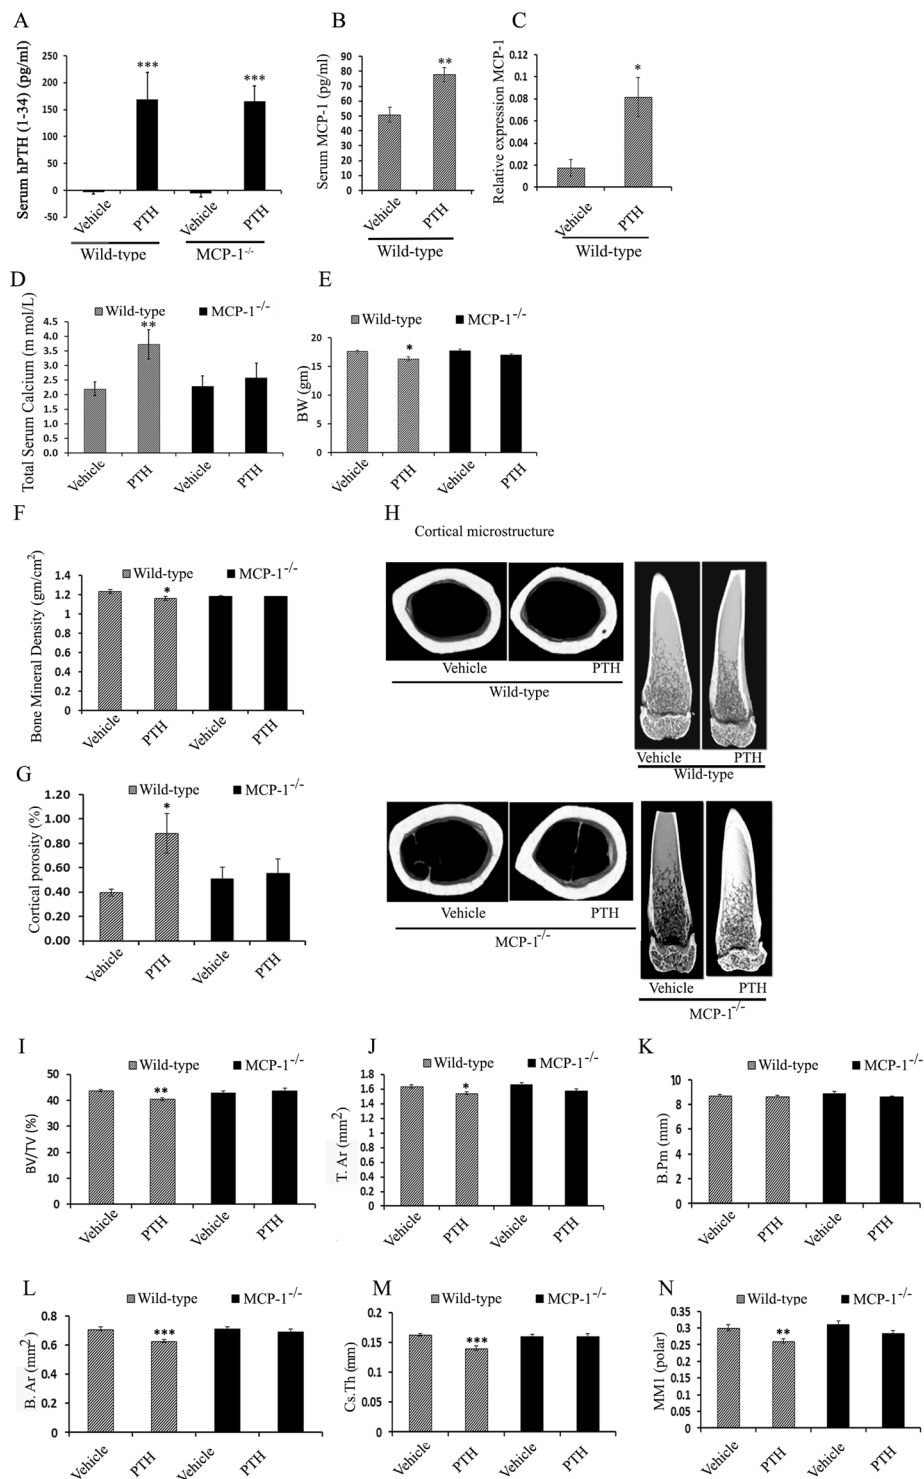 A
Serum hPTH (1-34) (pg/ml)
250
200
150
100
50
0
-50
***
***
Vehicle
PTH
Vehicle
PTH
Wild-type
MCP-1-/-
B
Serum MCP-1 (pg/ml)
90
80
70
60
50
40
30
20
10
0
**
Vehicle
PTH
Wild-type
C
Relative expression MCP-1
0.12
0.1
0.08
0.06
0.04
0.02
0
*
Vehicle
PTH
Wild-type
D
Wild-type
MCP-1-/-
Total Serum Calcium (m mol/L)
4.5
4.0
3.5
3.0
2.5
2.0
1.5
1.0
0.5
0.0
**
Vehicle
PTH
Vehicle
PTH
E
Wild-type
MCP-1-/-
BW (gm)
20
15
10
5
0
*
Vehicle
PTH
Vehicle
PTH
F
Wild-type
MCP-1-/-
Bone Mineral Density (gm/cm2)
1.4
1.2
1
0.8
0.6
0.4
0.2
0
*
Vehicle
PTH
Vehicle
PTH
G
Wild-type
MCP-1-/-
Cortical porosity (%)
1.20
1.00
0.80
0.60
0.40
0.20
0.00
*
Vehicle
PTH
Vehicle
PTH
H
Cortical microstructure
Vehicle
PTH
Wild-type
Vehicle
PTH
Wild-type
Vehicle
PTH
MCP-1-/-
Vehicle
PTH
MCP-1-/-
I
Wild-type
MCP-1-/-
BV/TV (%)
50
40
30
20
10
0
**
Vehicle
PTH
Vehicle
PTH
J
Wild-type
MCP-1-/-
T. Ar (mm2)
1.8
1.6
1.4
1.2
1
0.8
0.6
0.4
0.2
0
*
Vehicle
PTH
Vehicle
PTH
K
Wild-type
MCP-1-/-
B.Pm (mm)
10
8
6
4
2
0
Vehicle
PTH
Vehicle
PTH
L
Wild-type
MCP-1-/-
B. Ar (mm2)
0.8
0.6
0.4
0.2
0
***
Vehicle
PTH
Vehicle
PTH
M
Wild-type
MCP-1-/-
Cs.Th (mm)
0.2
0.15
0.1
0.05
0
***
Vehicle
PTH
Vehicle
PTH
N
Wild-type
MCP-1-/-
MM1 (polar)
0.35
0.3
0.25
0.2
0.15
0.1
0.05
0
**
Vehicle
PTH
Vehicle
PTH